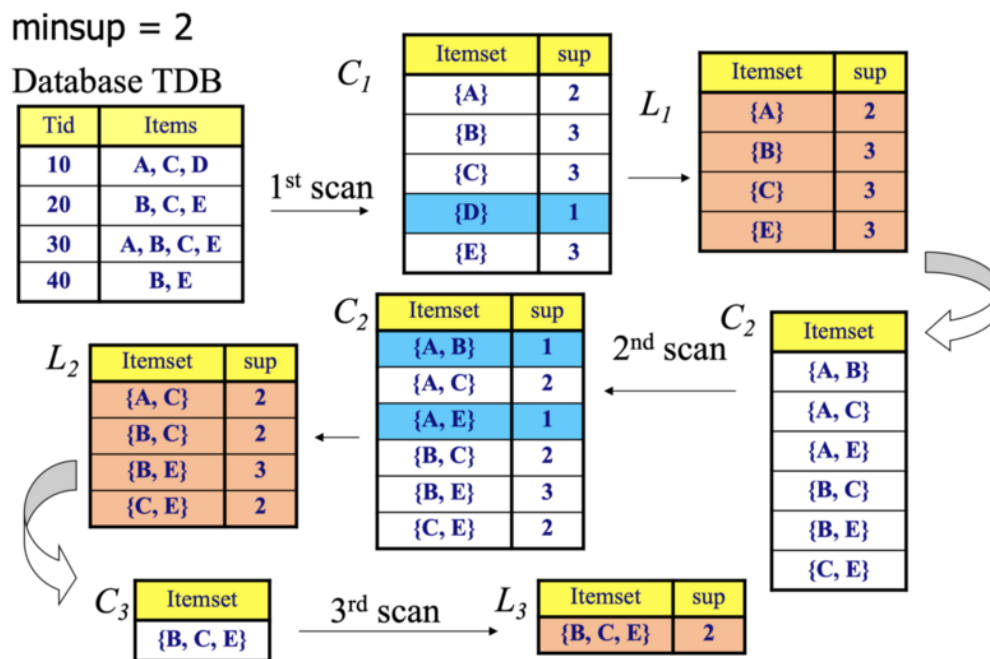 minsup = 2
Database TDB
Tid Items
10 A, C, D
20 B, C, E
30 A, B, C, E
40 B, E
1st scan
C1
Itemset sup
{A} 2
{B} 3
{C} 3
{D} 1
{E} 3
L1
Itemset sup
{A} 2
{B} 3
{C} 3
{E} 3
C2
Itemset
{A, B}
{A, C}
{A, E}
{B, C}
{B, E}
{C, E}
2nd scan
C2
Itemset sup
{A, B} 1
{A, C} 2
{A, E} 1
{B, C} 2
{B, E} 3
{C, E} 2
L2
Itemset sup
{A, C} 2
{B, C} 2
{B, E} 3
{C, E} 2
C3
Itemset
{B, C, E}
3rd scan
L3
Itemset sup
{B, C, E} 2